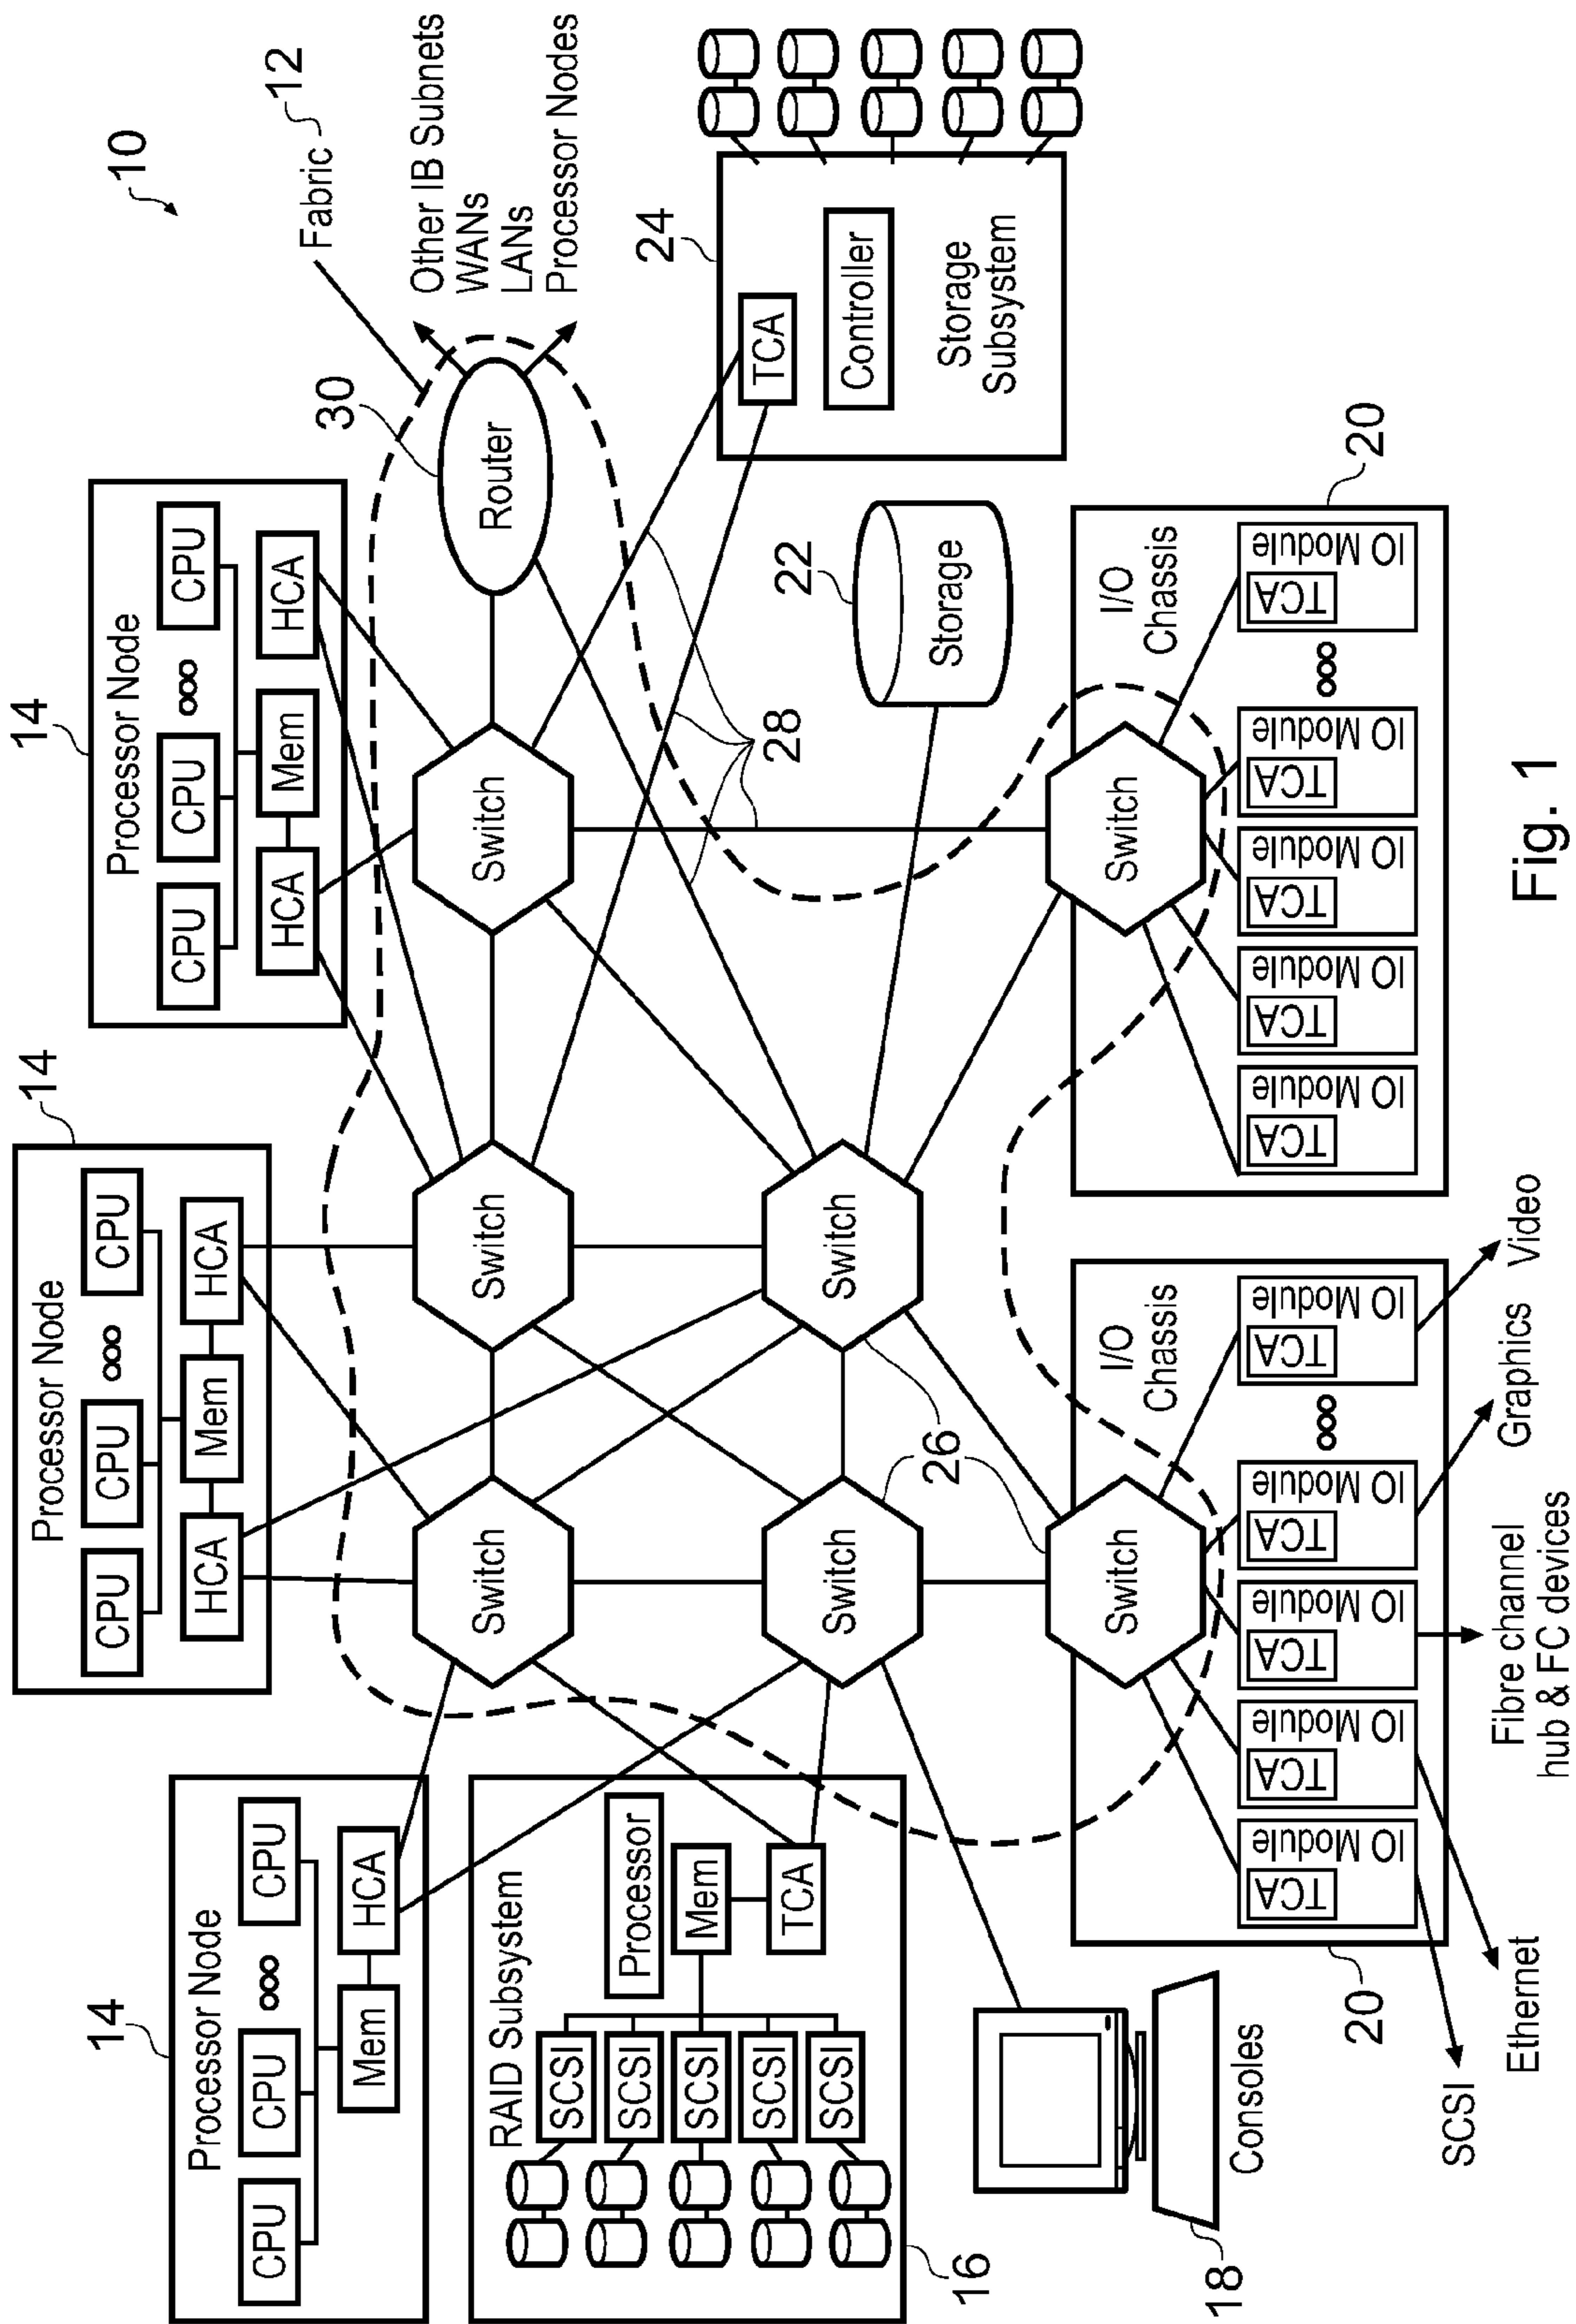 10
Fabric 12
Other IB Subnets
WANs
LANs
Processor Nodes
14
Processor Node
CPU
CPU
CPU
HCA
Mem
14
Processor Node
CPU
CPU
CPU
HCA
Mem
HCA
14
Processor Node
CPU
CPU
CPU
HCA
Mem
HCA
30
Router
RAID Subsystem
Processor
SCSI
SCSI
SCSI
SCSI
SCSI
Mem
TCA
16
Switch
Switch
Switch
Switch
Switch
26
28
24
TCA
Controller
Storage
Subsystem
22
Storage
Consoles
18
Switch
I/O
Chassis
TCA
IO Module
TCA
IO Module
TCA
IO Module
TCA
IO Module
TCA
IO Module
20
SCSI
Ethernet
Fibre channel
hub & FC devices
Graphics
Video
Switch
I/O
Chassis
TCA
IO Module
TCA
IO Module
TCA
IO Module
TCA
IO Module
TCA
IO Module
20
Fig. 1